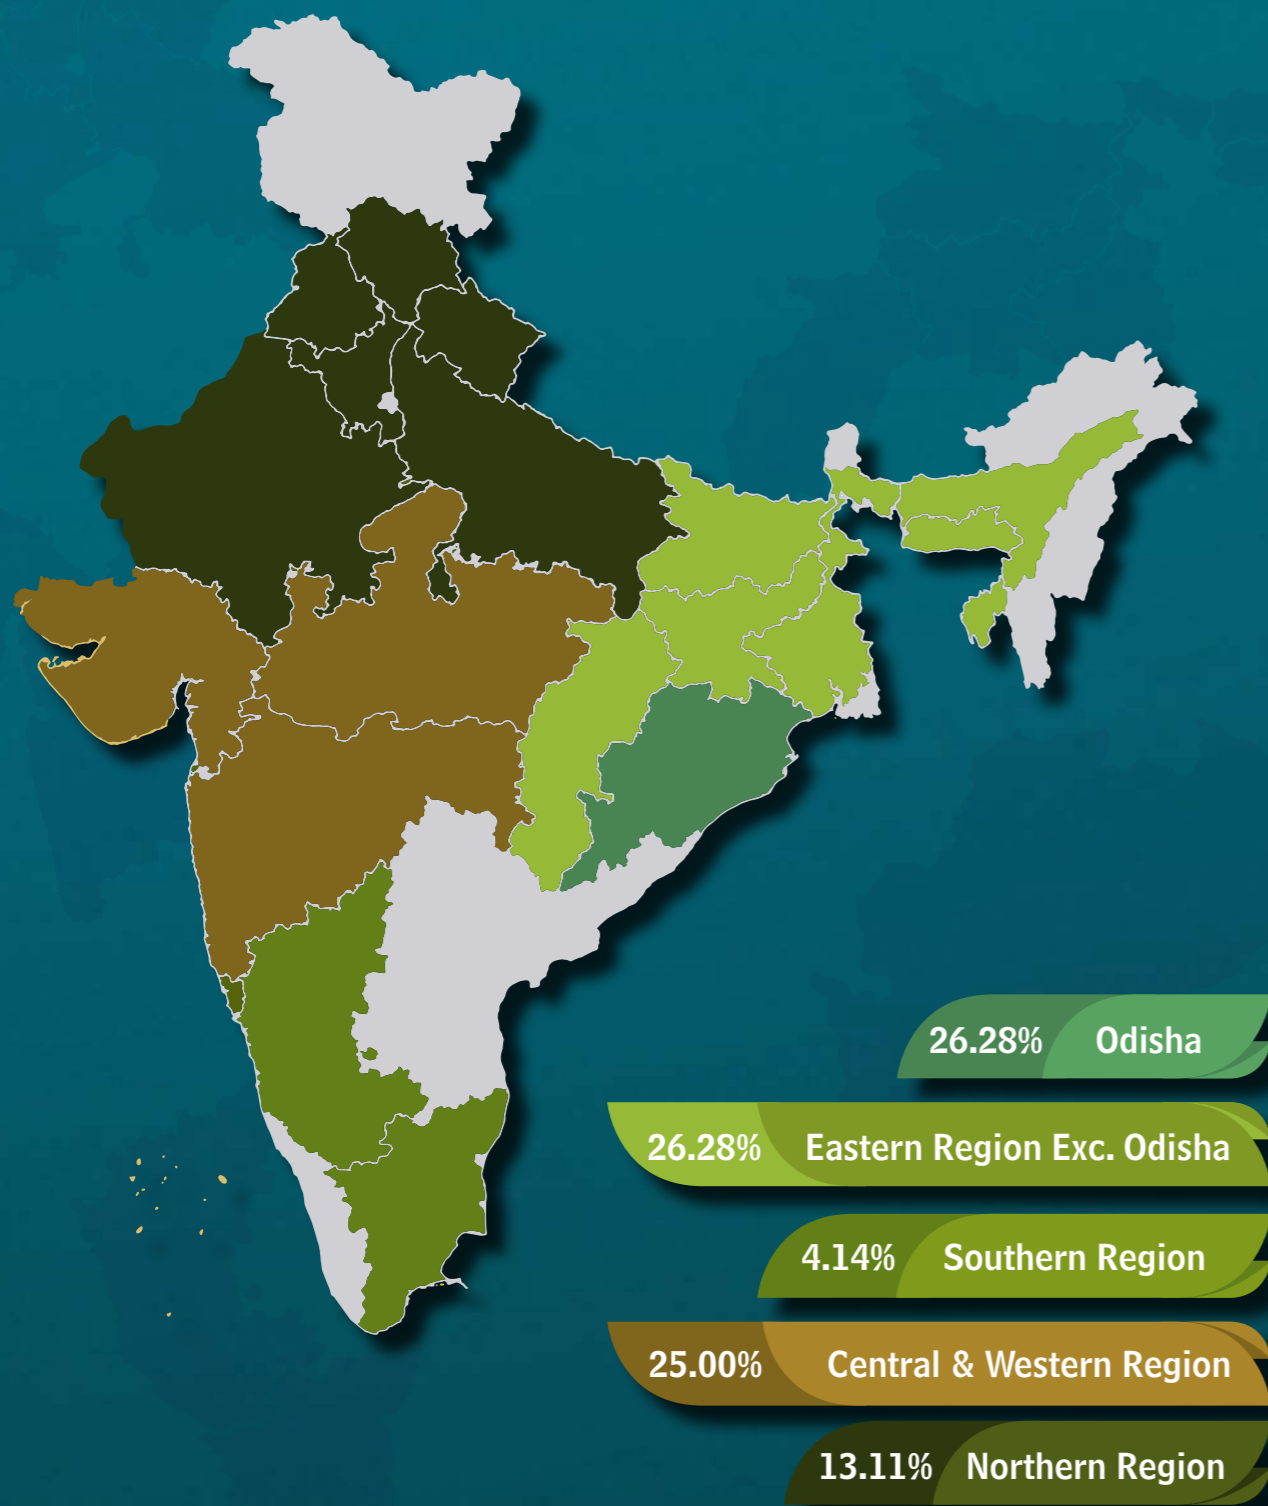 26.28% Odisha
26.28% Eastern Region Exc. Odisha
4.14% Southern Region
25.00% Central & Western Region
13.11% Northern Region